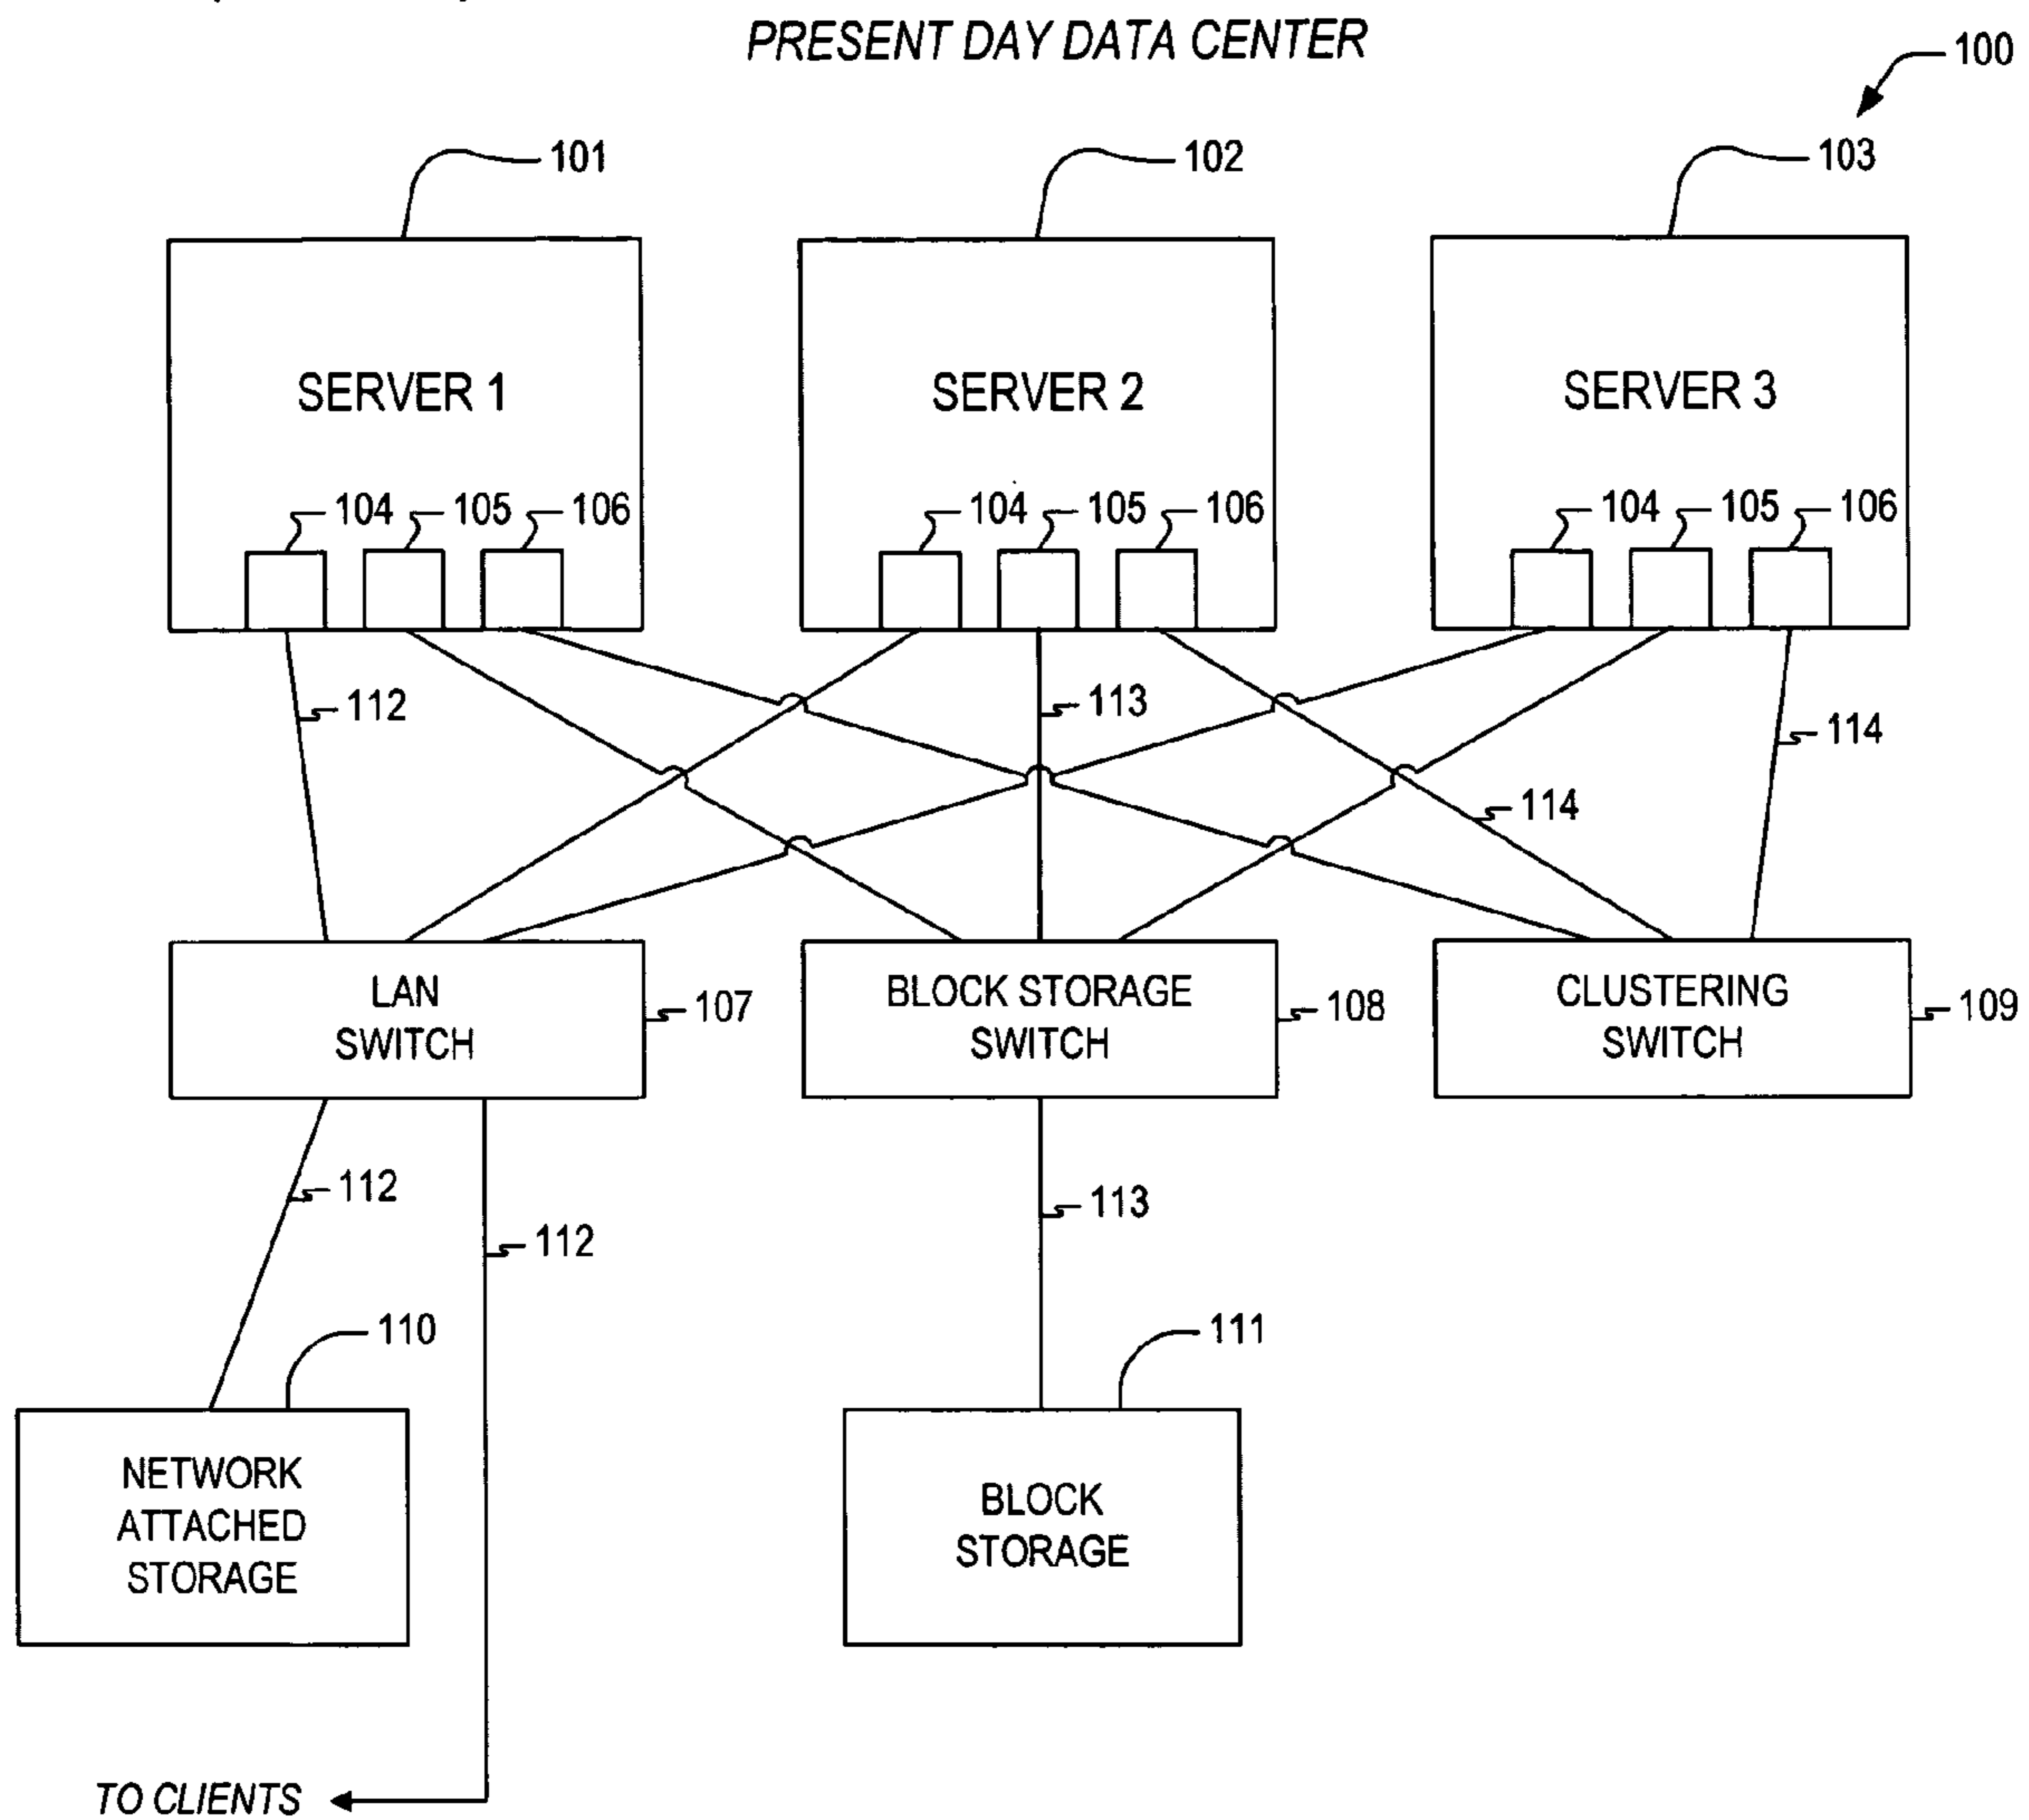 PRESENT DAY DATA CENTER
100
101
102
103
SERVER 1
SERVER 2
SERVER 3
104
105
106
104
105
106
104
105
106
112
113
114
114
LAN
SWITCH
107
BLOCK STORAGE
SWITCH
108
CLUSTERING
SWITCH
109
112
112
113
110
111
NETWORK
ATTACHED
STORAGE
BLOCK
STORAGE
TO CLIENTS